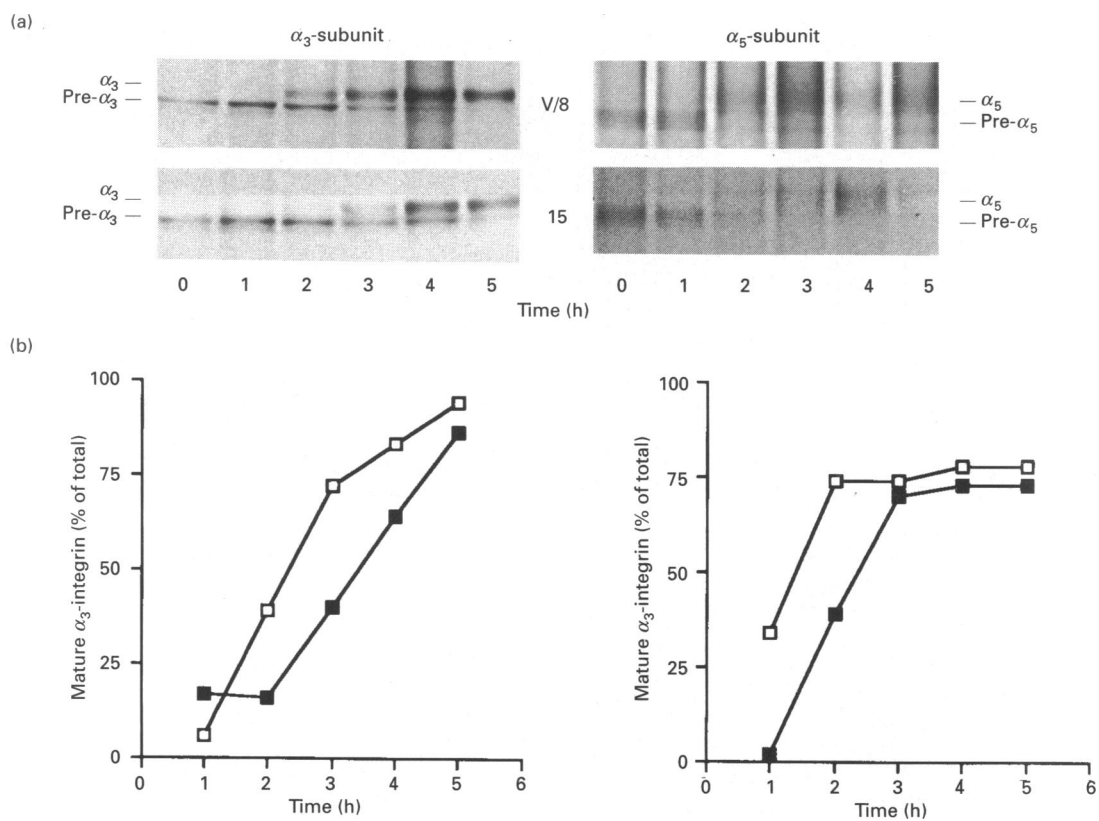 (a)
α₃-subunit
α₅-subunit
α₃ —
Pre-α₃ —
V/8
— α₅
— Pre-α₅
α₃ —
Pre-α₃ —
15
— α₅
— Pre-α₅
0 1 2 3 4 5
0 1 2 3 4 5
Time (h)
(b)
Mature α₃-integrin (% of total)
100
75
50
25
0
0 1 2 3 4 5 6
Time (h)
Mature α₃-integrin (% of total)
100
75
50
25
0
0 1 2 3 4 5 6
Time (h)